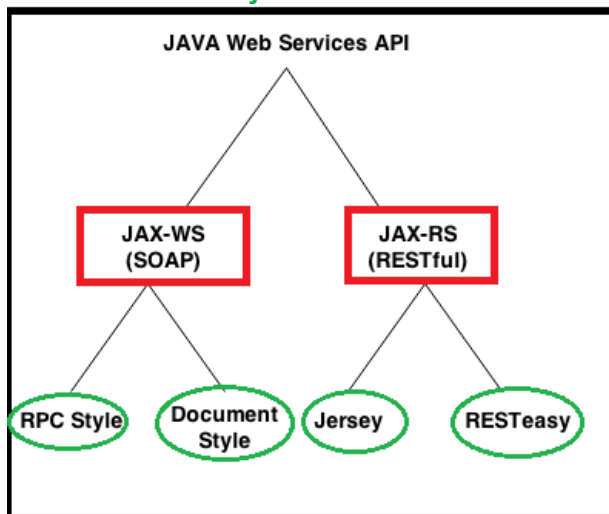 JAVA Web Services API
JAX-WS
(SOAP)
JAX-RS
(RESTful)
RPC Style
Document
Style
Jersey
RESTeasy